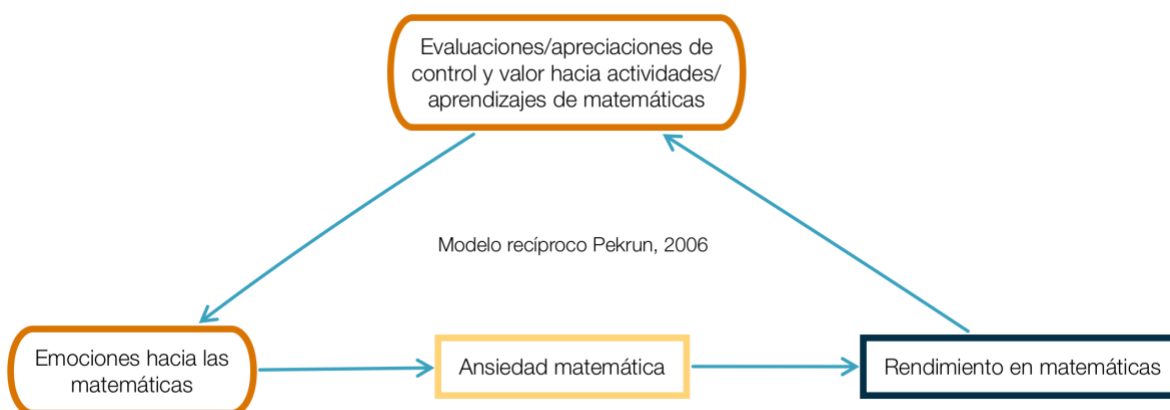 Evaluaciones/apreciaciones de
control y valor hacia actividades/
aprendizajes de matemáticas
Modelo recíproco Pekrun, 2006
Emociones hacia las
matemáticas
Ansiedad matemática
Rendimiento en matemáticas